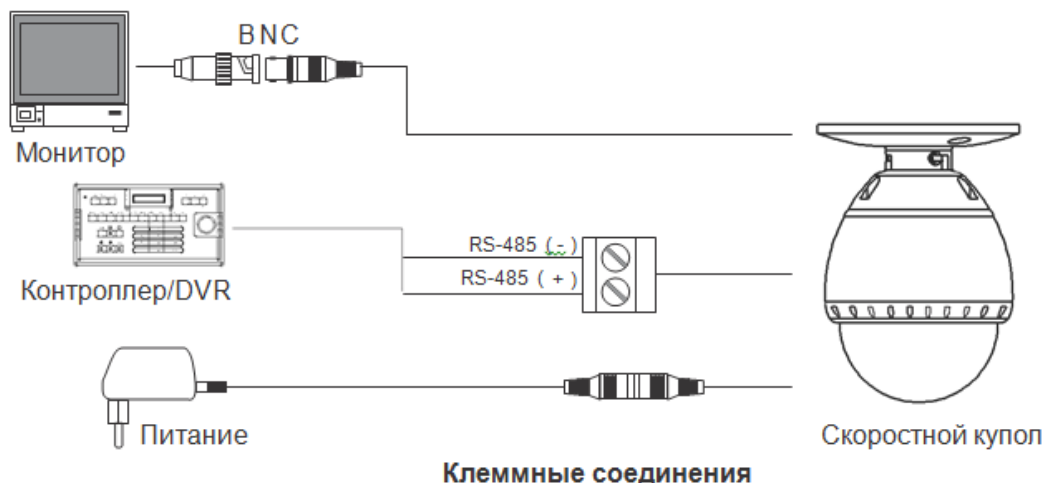 BNC
Монитор
RS-485 (-)
RS-485 ( + )
Контроллер/DVR
Питание
Скоростной купол
Клеммные соединения